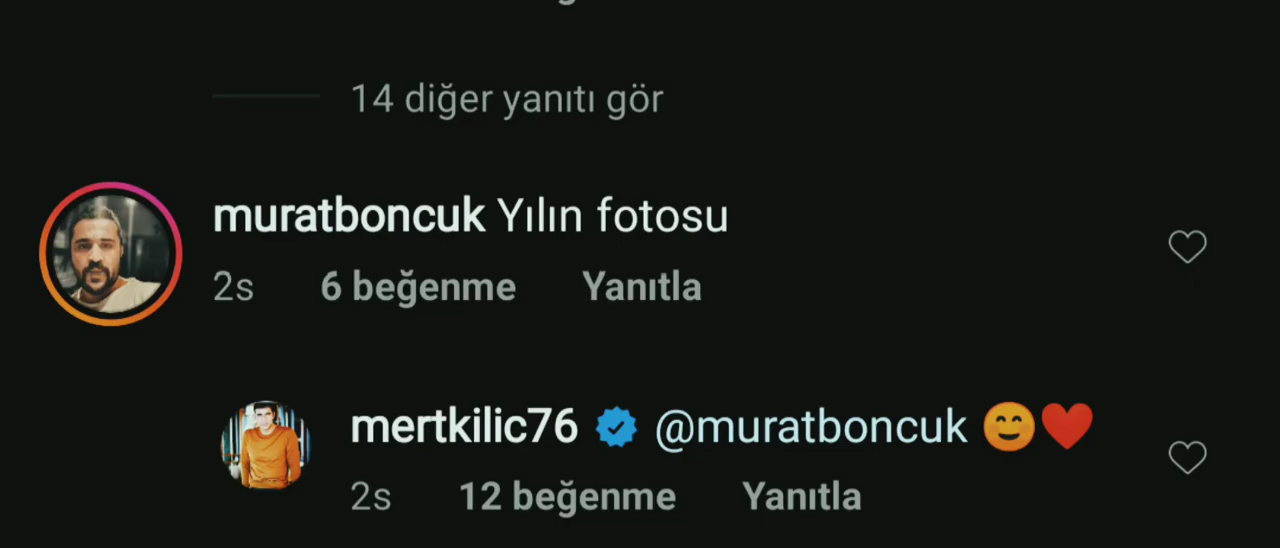 14 diğer yanıtı gör
muratboncuk Yılın fotosu
2s 6 beğenme Yanıtla
mertkilic76 @muratboncuk 😊❤️
2s 12 beğenme Yanıtla